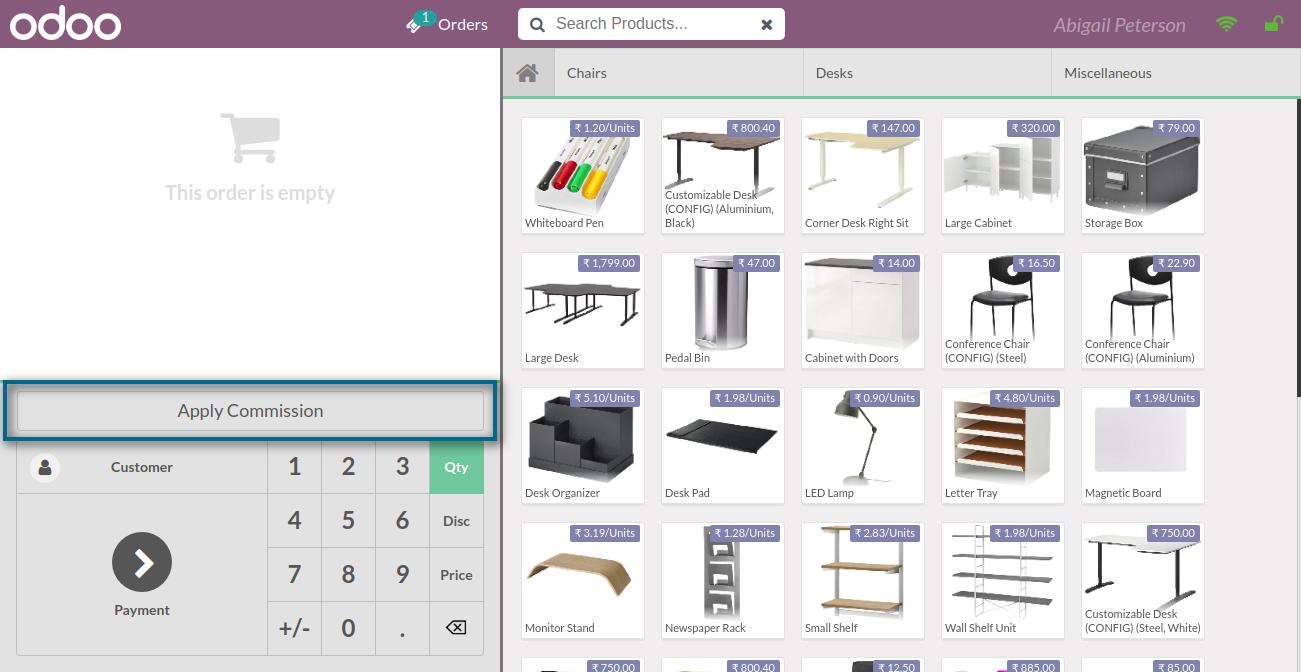 odoo
1
Orders
Search Products...
Abigail Peterson
This order is empty
Apply Commission
Customer
1 2 3 Qty
4 5 6 Disc
Payment
7 8 9 Price
+/- 0 .
Chairs
Desks
Miscellaneous
₹ 1.20/Units
Whiteboard Pen
₹ 800.40
Customizable Desk
(CONFIG) (Aluminium,
Black)
₹ 147.00
Corner Desk Right Sit
₹ 320.00
Large Cabinet
₹ 79.00
Storage Box
₹ 1,799.00
Large Desk
₹ 47.00
Pedal Bin
₹ 14.00
Cabinet with Doors
₹ 16.50
Conference Chair
(CONFIG) (Steel)
₹ 22.90
Conference Chair
(CONFIG) (Aluminium)
₹ 5.10/Units
Desk Organizer
₹ 1.98/Units
Desk Pad
₹ 0.90/Units
LED Lamp
₹ 4.80/Units
Letter Tray
₹ 1.98/Units
Magnetic Board
₹ 3.19/Units
Monitor Stand
₹ 1.28/Units
Newspaper Rack
₹ 2.83/Units
Small Shelf
₹ 1.98/Units
Wall Shelf Unit
₹ 750.00
Customizable Desk
(CONFIG) (Steel, White)
₹ 750.00
₹ 800.40
₹ 12.50
₹ 885.00
₹ 85.00